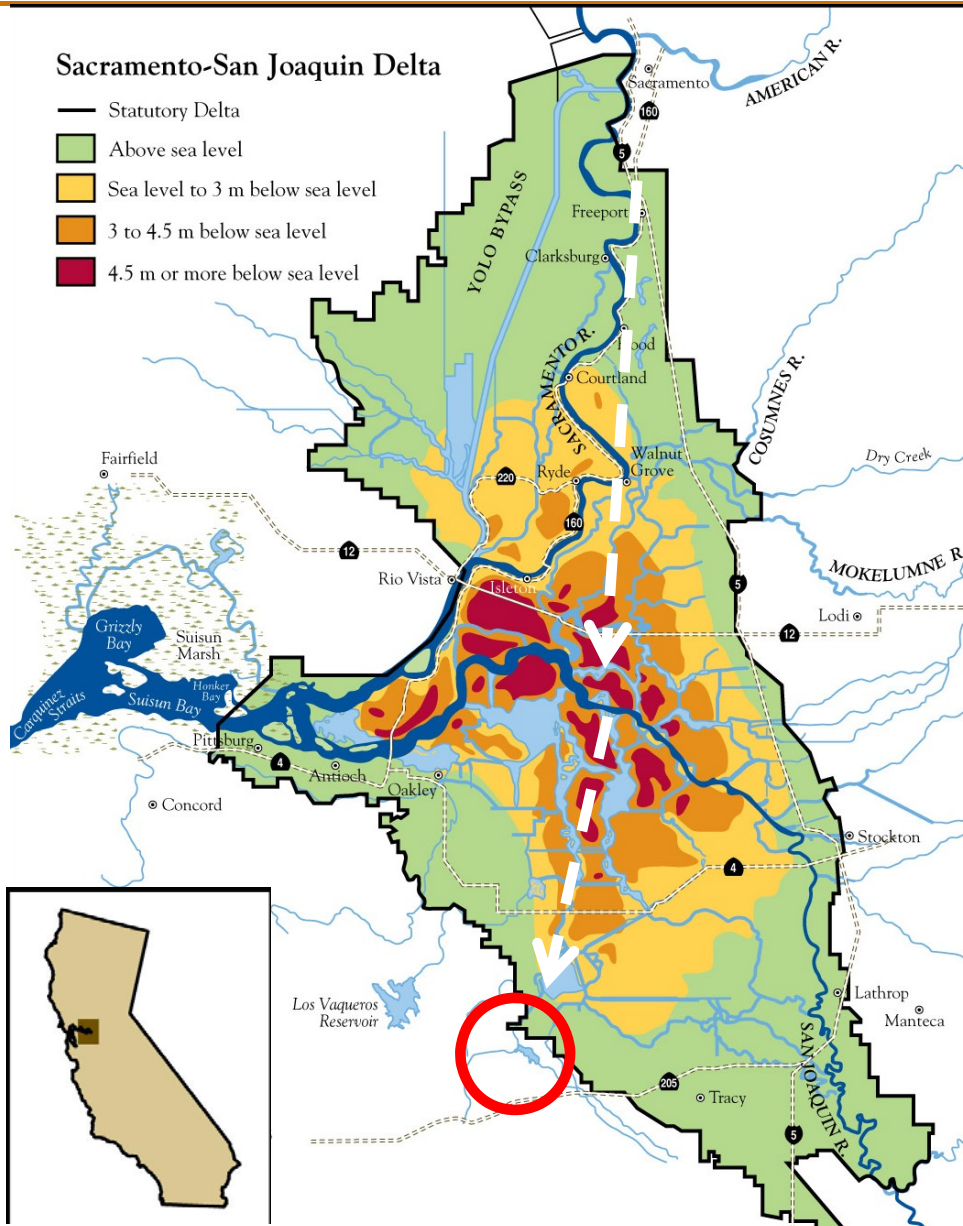 Sacramento-San Joaquin Delta
Statutory Delta
Above sea level
Sea level to 3 m below sea level
3 to 4.5 m below sea level
4.5 m or more below sea level
Sacramento
AMERICAN R.
160
5
YOLO BYPASS
Freeport
Clarksburg
Hood
SACRAMENTO R.
Courtland
COSUMNES R.
Dry Creek
Walnut
Grove
Ryde
220
160
Fairfield
12
Rio Vista
Isleton
MOKELUMNE R.
5
Lodi
12
Grizzly
Bay
Suisun
Marsh
Honker
Bay
Suisun Bay
Carquinez
Straits
Pittsburg
4
Antioch
Oakley
Concord
Stockton
4
Los Vaqueros
Reservoir
Lathrop
Manteca
SAN JOAQUIN R.
205
Tracy
5